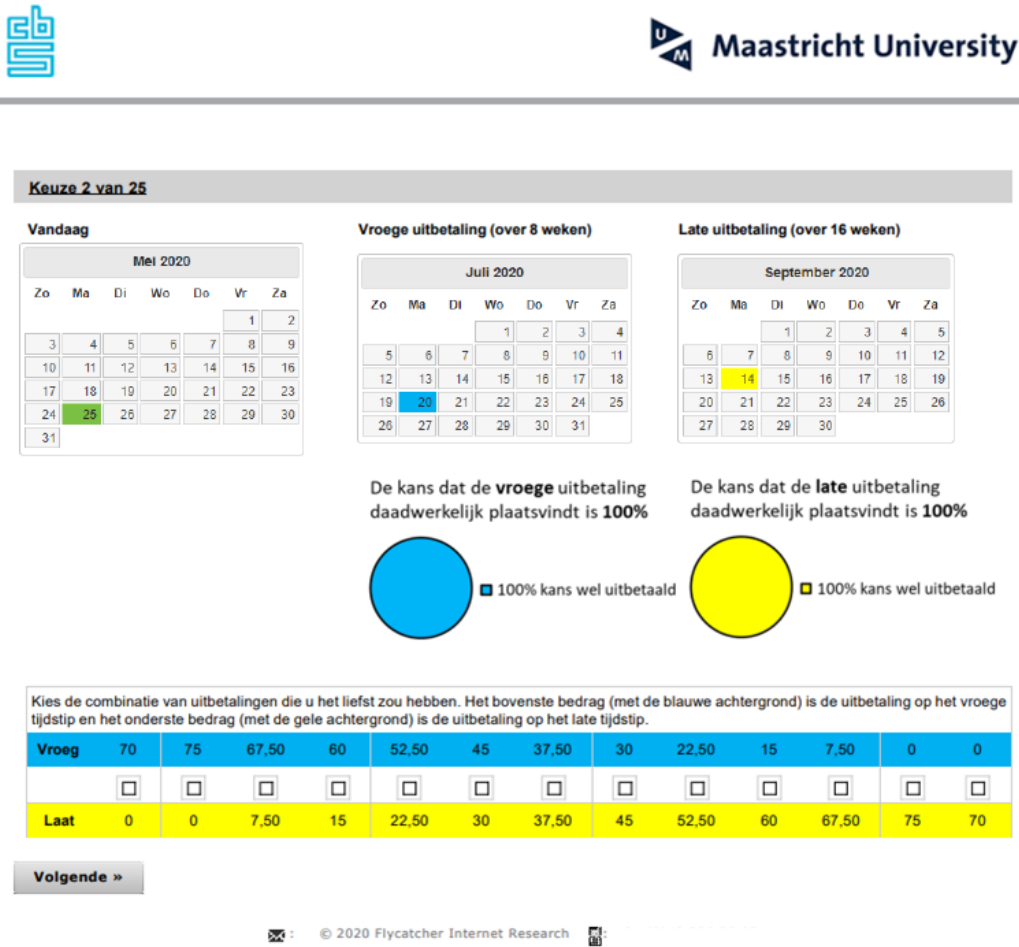 cbs
UM Maastricht University
Keuze 2 van 25
Vandaag
Mei 2020
Zo Ma Di Wo Do Vr Za
1 2
3 4 5 6 7 8 9
10 11 12 13 14 15 16
17 18 19 20 21 22 23
24 25 26 27 28 29 30
31
Vroege uitbetaling (over 8 weken)
Juli 2020
Zo Ma Di Wo Do Vr Za
1 2 3 4
5 6 7 8 9 10 11
12 13 14 15 16 17 18
19 20 21 22 23 24 25
26 27 28 29 30 31
Late uitbetaling (over 16 weken)
September 2020
Zo Ma Di Wo Do Vr Za
1 2 3 4 5
6 7 8 9 10 11 12
13 14 15 16 17 18 19
20 21 22 23 24 25 26
27 28 29 30
De kans dat de vroege uitbetaling
daadwerkelijk plaatsvindt is 100%
100% kans wel uitbetaald
De kans dat de late uitbetaling
daadwerkelijk plaatsvindt is 100%
100% kans wel uitbetaald
Kies de combinatie van uitbetalingen die u het liefst zou hebben. Het bovenste bedrag (met de blauwe achtergrond) is de uitbetaling op het vroege
tijdstip en het onderste bedrag (met de gele achtergrond) is de uitbetaling op het late tijdstip.
Vroeg 70 75 67,50 60 52,50 45 37,50 30 22,50 15 7,50 0 0
Laat 0 0 7,50 15 22,50 30 37,50 45 52,50 60 67,50 75 70
Volgende »
: © 2020 Flycatcher Internet Research :